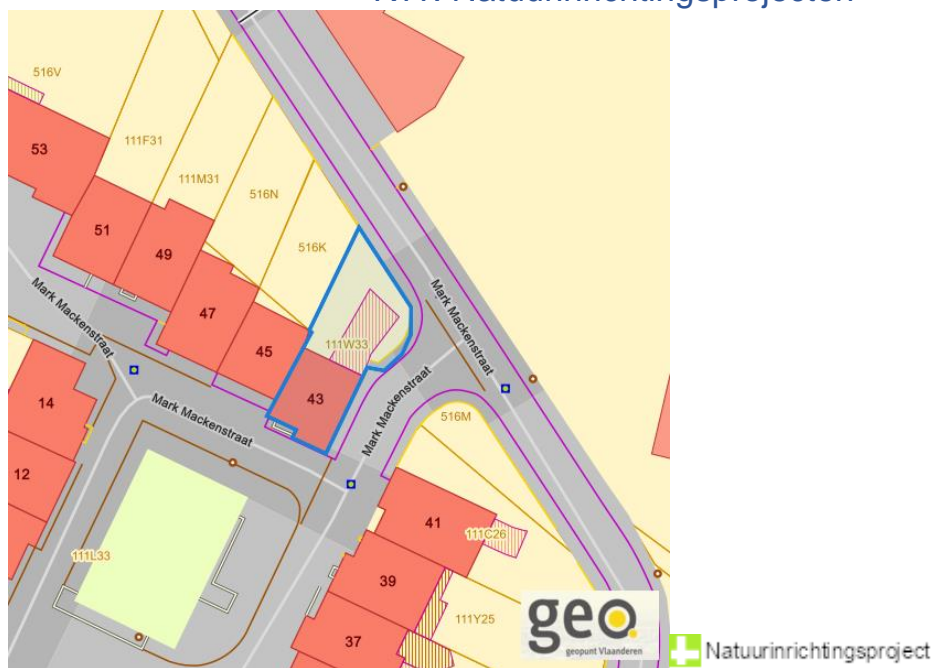 Natuurinrichtingsprojecten
516V
53
111F31
111M31
516N
51
49
516K
47
Mark Mackenstraat
Mark Mackenstraat
45
111W33
43
Mark Mackenstraat
Mark Mackenstraat
14
516M
12
41
111C26
111L33
39
111Y25
37
geo.
geopunt Vlaanderen
Natuurinrichtingsproject